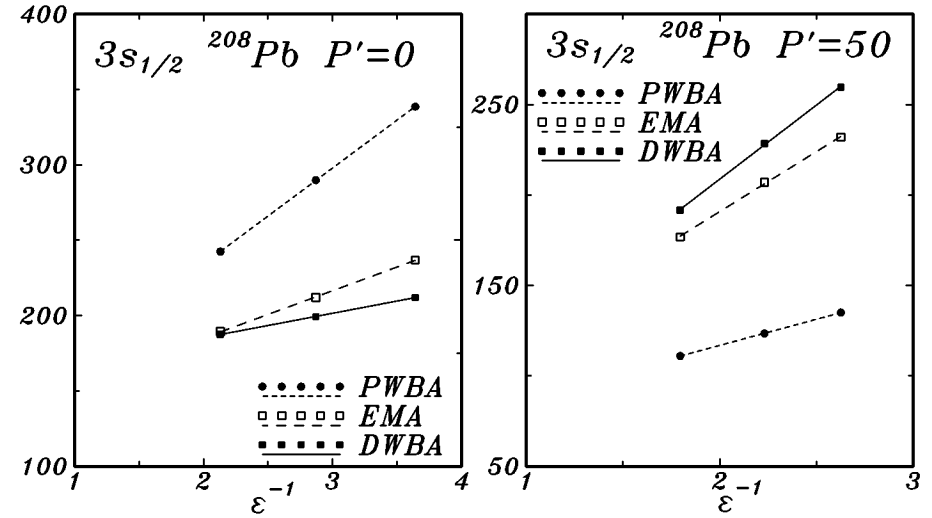 3s1/2 208Pb P'=0
400
300
200
100
PWBA
EMA
DWBA
1 2 3 4
ε-1
3s1/2 208Pb P'=50
PWBA
EMA
DWBA
250
150
50
1 2 3
ε-1